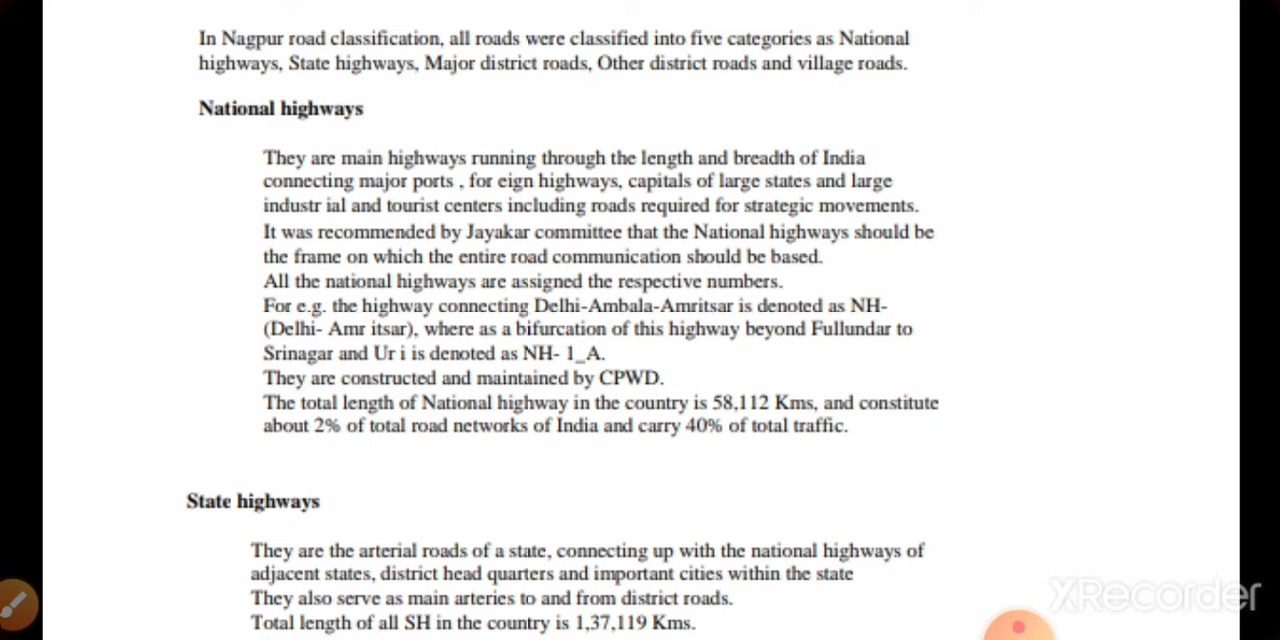 In Nagpur road classification, all roads were classified into five categories as National
highways, State highways, Major district roads, Other district roads and village roads.
National highways
They are main highways running through the length and breadth of India
connecting major ports , for eign highways, capitals of large states and large
industr ial and tourist centers including roads required for strategic movements.
It was recommended by Jayakar committee that the National highways should be
the frame on which the entire road communication should be based.
All the national highways are assigned the respective numbers.
For e.g. the highway connecting Delhi-Ambala-Amritsar is denoted as NH-
(Delhi- Amr itsar), where as a bifurcation of this highway beyond Fullundar to
Srinagar and Ur i is denoted as NH- 1_A.
They are constructed and maintained by CPWD.
The total length of National highway in the country is 58,112 Kms, and constitute
about 2% of total road networks of India and carry 40% of total traffic.
State highways
They are the arterial roads of a state, connecting up with the national highways of
adjacent states, district head quarters and important cities within the state
They also serve as main arteries to and from district roads.
Total length of all SH in the country is 1,37,119 Kms.
XRecorder